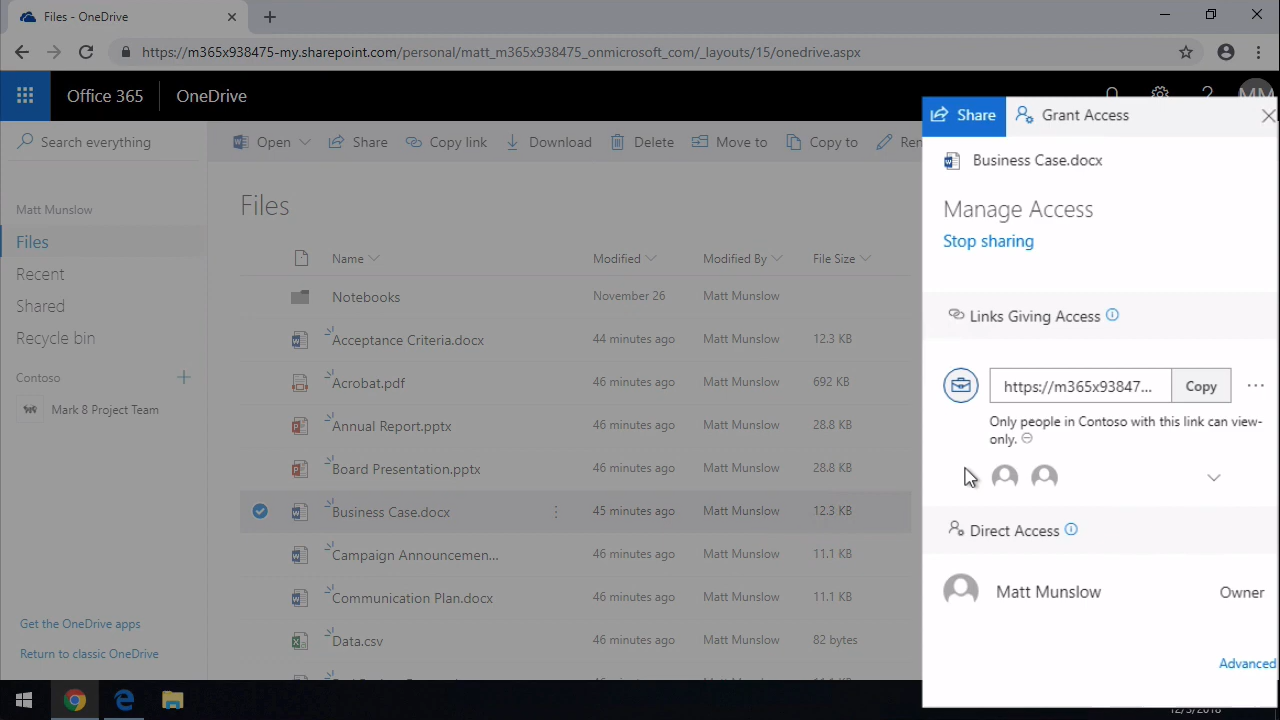 Files - OneDrive
https://m365x938475-my.sharepoint.com/personal/matt_m365x938475_onmicrosoft_com/_layouts/15/onedrive.aspx
Office 365 OneDrive
Search everything
Open Share Copy link Download Delete Move to Copy to Ren
Matt Munslow
Files
Recent
Shared
Recycle bin
Contoso
Mark 8 Project Team
Get the OneDrive apps
Return to classic OneDrive
Files
Name Modified Modified By File Size
Notebooks November 26 Matt Munslow
Acceptance Criteria.docx 44 minutes ago Matt Munslow 12.3 KB
Acrobat.pdf 46 minutes ago Matt Munslow 692 KB
Annual Report.pptx 46 minutes ago Matt Munslow 28.8 KB
Board Presentation.pptx 46 minutes ago Matt Munslow 28.8 KB
Business Case.docx 45 minutes ago Matt Munslow 12.3 KB
Campaign Announcemen... 46 minutes ago Matt Munslow 11.1 KB
Communication Plan.docx 46 minutes ago Matt Munslow 11.1 KB
Data.csv 46 minutes ago Matt Munslow 82 bytes
MM
Share Grant Access
Business Case.docx
Manage Access
Stop sharing
Links Giving Access
https://m365x93847... Copy
Only people in Contoso with this link can view-
only.
Direct Access
Matt Munslow Owner
Advanced